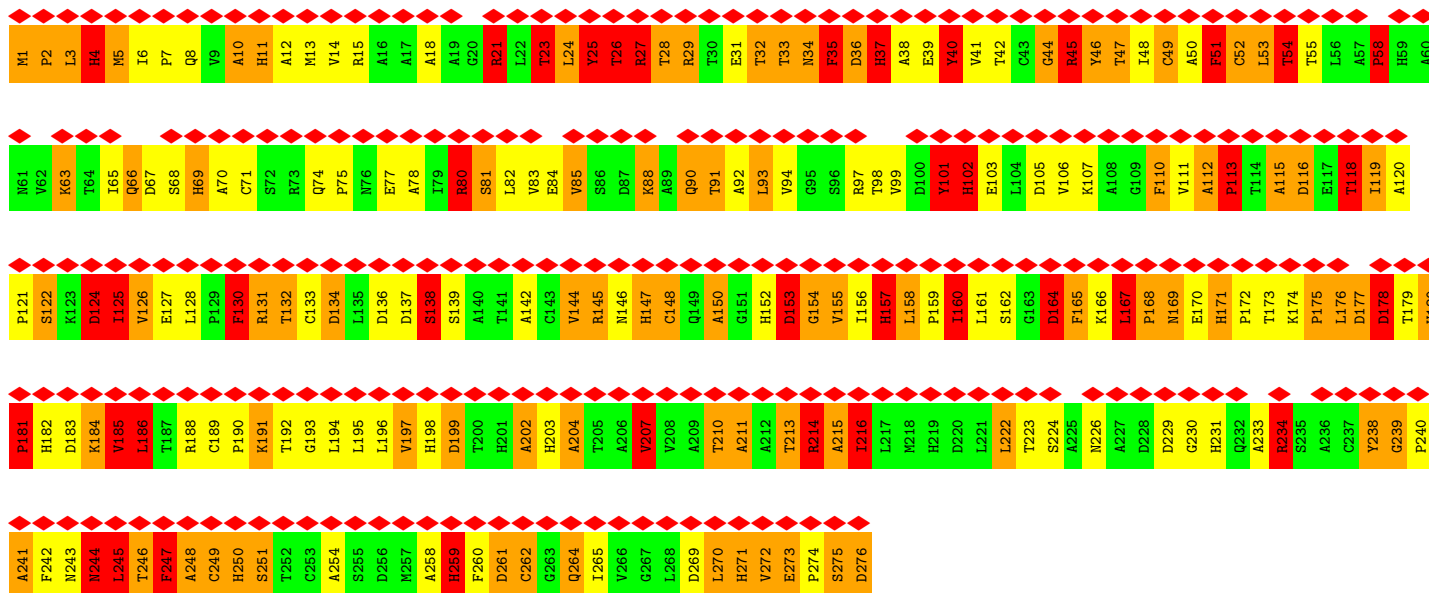 M1 P2 L3 H4 M5 I6 P7 Q8 V9 A10 H11 A12 M13 V14 R15 A16 A17 A18 A19 G20 R21 L22 T23 L24 Y25 T26 R27 T28 R29 T30 E31 T32 T33 N34 F35 D36 H37 A38 E39 Y40 V41 T42 C43 G44 R45 Y46 T47 I48 C49 A50 F51 C52 L53 T54 T55 L56 A57 P58 H59 A60
N61 V62 K63 T64 I65 Q66 D67 S68 H69 A70 C71 S72 R73 Q74 P75 N76 E77 A78 I79 R80 S81 L82 V83 E84 V85 S86 D87 K88 A89 Q90 T91 A92 L93 V94 G95 S96 R97 T98 V99 D100 Y101 H102 E103 L104 D105 V106 K107 A108 G109 F110 V111 A112 P113 T114 A115 D116 E117 T118 T119 A120
P121 S122 K123 D124 I125 V126 E127 L128 P129 F130 R131 T132 C133 D134 L135 D136 D137 S138 S139 A140 T141 A142 C143 V144 R145 N146 H147 C148 Q149 A150 G151 H152 D153 G154 V155 I156 H157 L158 P159 I160 L161 S162 G163 D164 F165 K166 L167 P168 N169 E170 H171 P172 T173 K174 P175 L176 D177 D178 T179
P181 H182 D183 K184 V185 L186 T187 R188 C189 P190 K191 T192 G193 L194 L195 L196 V197 H198 D199 T200 H201 A202 H203 A204 T205 A206 V207 V208 A209 T210 A211 A212 T213 R214 A215 I216 L217 M218 H219 D220 L221 L222 T223 S224 A225 N226 A227 D228 D229 G230 H231 Q232 A233 R234 S235 A236 C237 Y238 G239 P240
A241 F242 N243 N244 L245 T246 F247 A248 C249 H250 S251 T252 C253 A254 S255 D256 M257 A258 H259 F260 D261 C262 G263 Q264 I265 V266 G267 L268 D269 L270 H271 V272 E273 P274 S275 D276